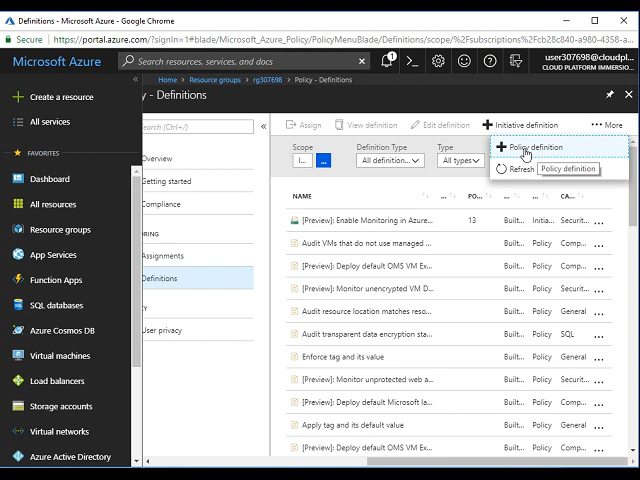 Definitions - Microsoft Azure - Google Chrome
Secure https://portal.azure.com/?signIn=1#blade/Microsoft_Azure_Policy/PolicyMenuBlade/Definitions/scope/%2Fsubscriptions%2Fcb28c840-a980-4358-a...
Microsoft Azure Search resources, services, and docs 1 user307698@cloudpl...
CLOUD PLATFORM IMMERSIO...
Home > Resource groups > rg307698 > Policy - Definitions
y - Definitions
Create a resource
All services
FAVORITES
Dashboard
All resources
Resource groups
App Services
Function Apps
SQL databases
Azure Cosmos DB
Virtual machines
Load balancers
Storage accounts
Virtual networks
Azure Active Directory
Search (Ctrl+/)
Overview
Getting started
Compliance
ORING
Assignments
Definitions
Y
User privacy
Assign View definition Edit definition Initiative definition More
Policy definition
Refresh Policy definition
Scope Definition Type Type
I... ... All definition... All types
NAME ... PO... ... ... CA...
[Preview]: Enable Monitoring in Azure... 13 Built... Initia... Securit... ...
Audit VMs that do not use managed ... Built... Policy Comp... ...
[Preview]: Deploy default OMS VM Ex... Built... Policy Comp... ...
[Preview]: Monitor unencrypted VM D... Built... Policy Securit... ...
Audit resource location matches reso... Built... Policy General ...
Audit transparent data encryption sta... Built... Policy SQL ...
Enforce tag and its value Built... Policy General ...
[Preview]: Monitor unprotected web a... Built... Policy Securit... ...
[Preview]: Deploy default Microsoft Ia... Built... Policy Comp... ...
Apply tag and its default value Built... Policy General ...
[Preview]: Deploy default OMS VM Ex... Built... Policy Comp... ...